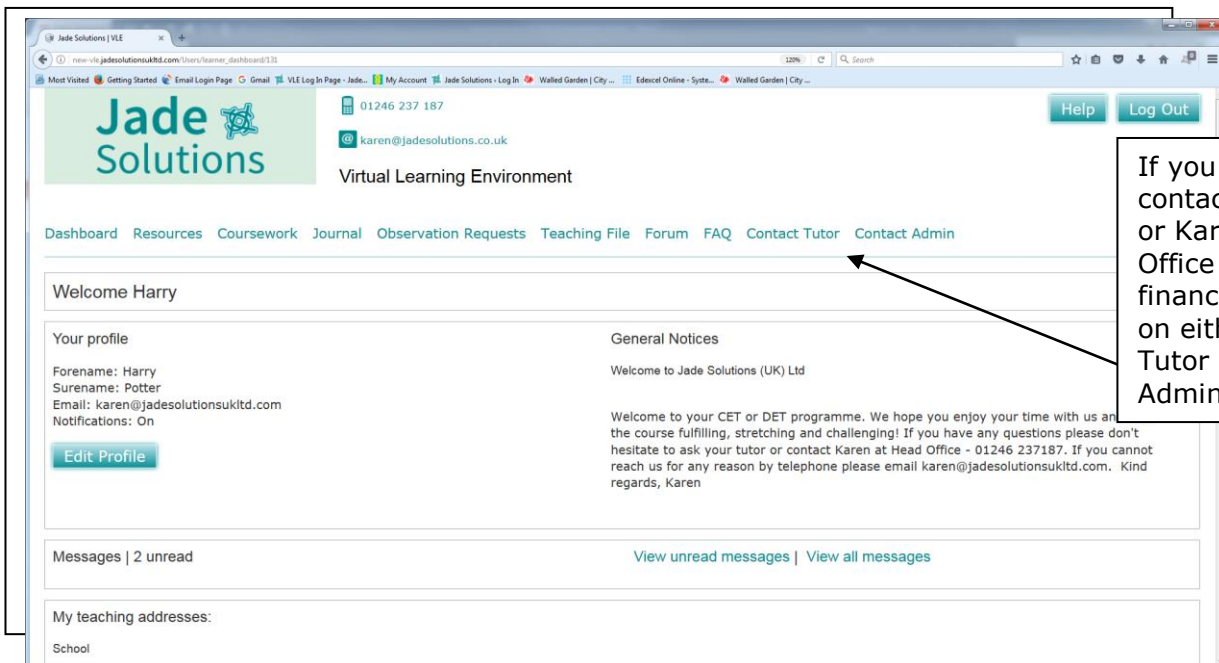 Jade Solutions | VLE
new-vle.jadesolutionsukltd.com/Users/learner_dashboard/131
120%
Search
Most Visited Getting Started Email Login Page Gmail VLE Log In Page - Jade... My Account Jade Solutions ‹ Log In Walled Garden | City ... Edexcel Online - Syste... Walled Garden | City ...
Jade
Solutions
01246 237 187
karen@jadesolutions.co.uk
Virtual Learning Environment
Help Log Out
Dashboard Resources Coursework Journal Observation Requests Teaching File Forum FAQ Contact Tutor Contact Admin
If you
contac
or Kar
Office
financ
on eith
Tutor
Admin
Welcome Harry
Your profile
Forename: Harry
Surename: Potter
Email: karen@jadesolutionsukltd.com
Notifications: On
Edit Profile
General Notices
Welcome to Jade Solutions (UK) Ltd
Welcome to your CET or DET programme. We hope you enjoy your time with us an
the course fulfilling, stretching and challenging! If you have any questions please don't
hesitate to ask your tutor or contact Karen at Head Office - 01246 237187. If you cannot
reach us for any reason by telephone please email karen@jadesolutionsukltd.com. Kind
regards, Karen
Messages | 2 unread
View unread messages | View all messages
My teaching addresses:
School